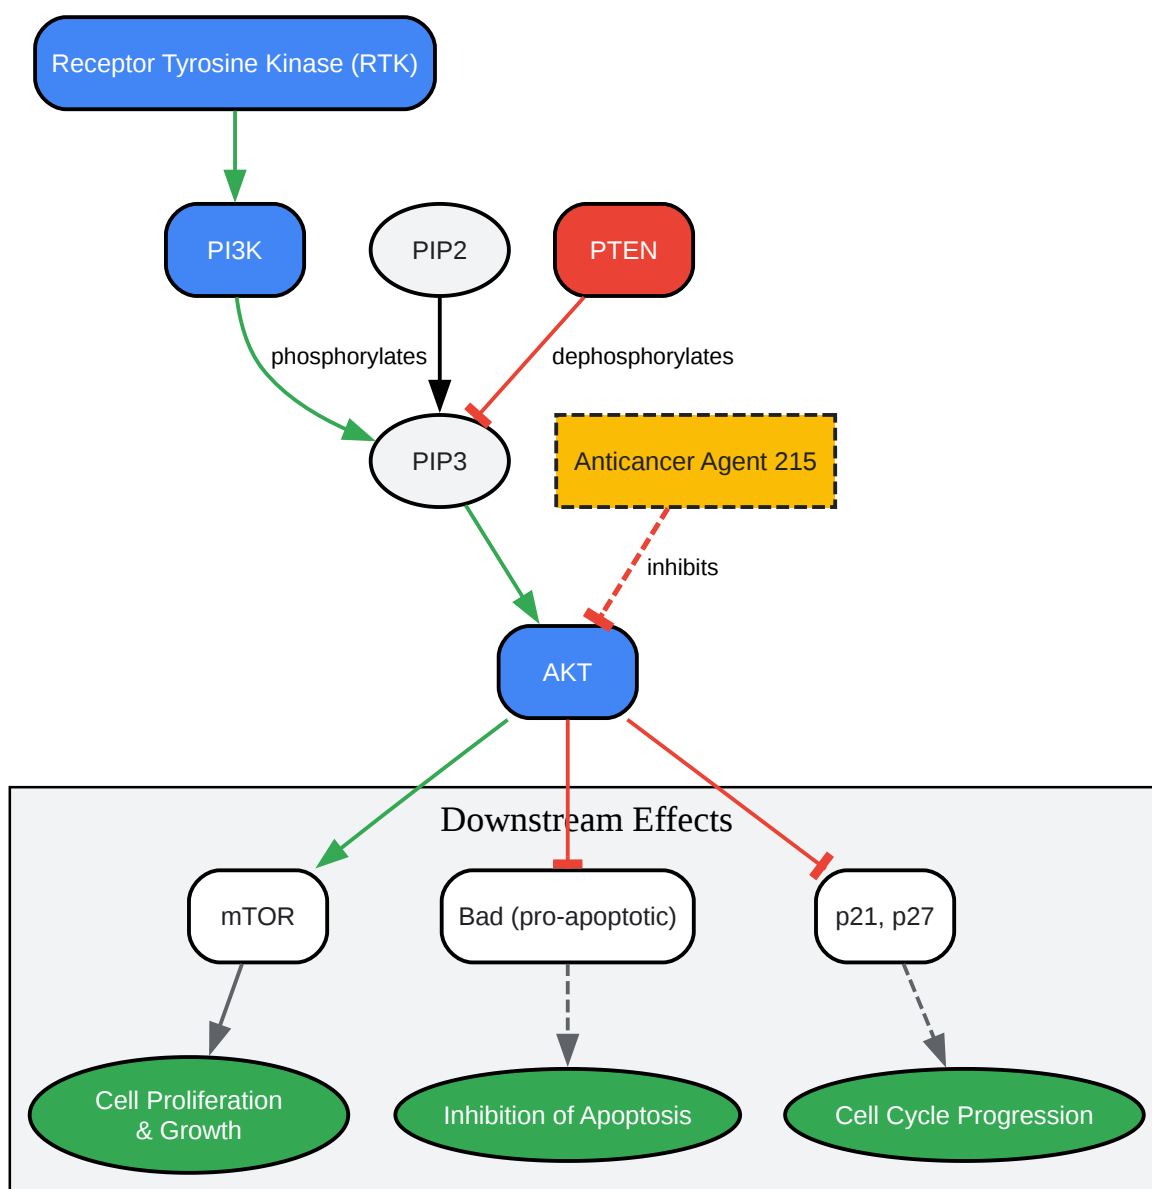 Receptor Tyrosine Kinase (RTK)
PI3K
PIP2
PTEN
phosphorylates
dephosphorylates
PIP3
Anticancer Agent 215
inhibits
AKT
Downstream Effects
mTOR
Bad (pro-apoptotic)
p21, p27
Cell Proliferation
& Growth
Inhibition of Apoptosis
Cell Cycle Progression